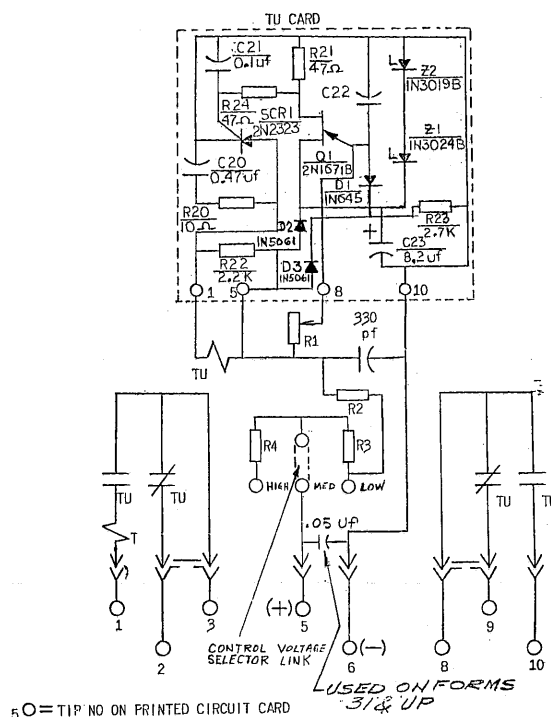 TU CARD
C21
0.1uf
R21
47Ω
C22
Z2
1N3019B
R24
47Ω
SCR1
2N2323
Q1
2N1671B
Z1
1N3024B
C20
0.47uf
D1
1N645
R20
10Ω
D2
1N5061
R23
2.7K
+
C23
8.2uf
R22
2.2K
D3
1N5061
1
5
8
10
TU
R1
330
pf
R2
R4
R3
HIGH
MED
LOW
TU
TU
TU
TU
T
.05 Uf
1
2
3
(+)
5
6
(-)
8
9
10
CONTROL VOLTAGE
SELECTOR LINK
USED ON FORMS
31 & UP
5 O = TIP NO ON PRINTED CIRCUIT CARD